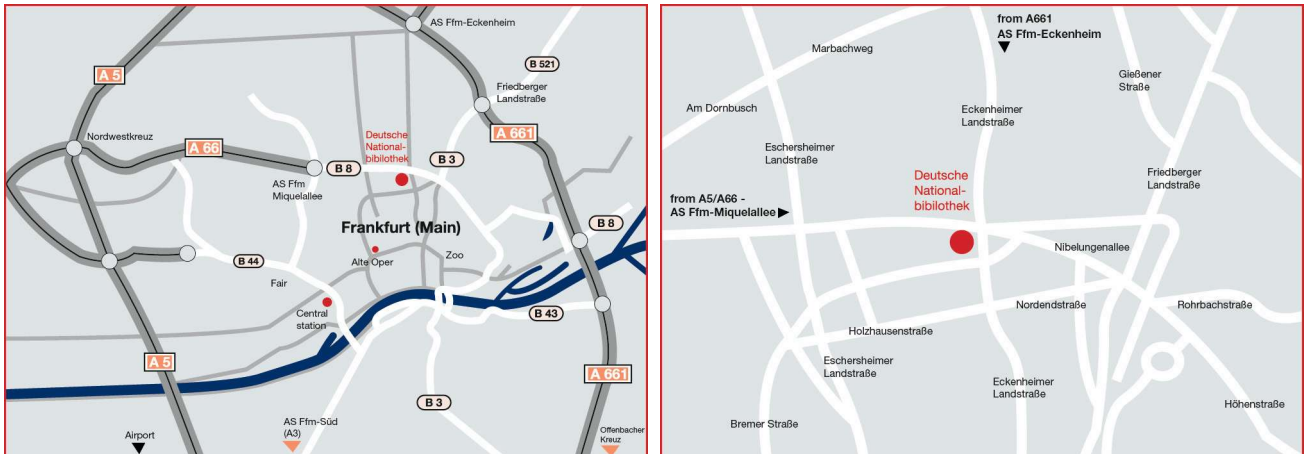 AS Ffm-Eckenheim
A 5
B 521
Friedberger
Landstraße
Nordwestkreuz
A 66
A 661
Deutsche
National-
bibilothek
B 3
B 8
AS Ffm
Miquelallee
Frankfurt (Main)
B 8
Alte Oper
Zoo
B 44
Fair
Central
station
B 43
A 5
A 661
B 3
AS Ffm-Süd
(A3)
Airport
Offenbacher
Kreuz
from A661
AS Ffm-Eckenheim
Marbachweg
Gießener
Straße
Am Dornbusch
Eckenheimer
Landstraße
Eschersheimer
Landstraße
Deutsche
National-
bibilothek
Friedberger
Landstraße
from A5/A66 -
AS Ffm-Miquelallee
Nibelungenallee
Nordendstraße
Rohrbachstraße
Holzhausenstraße
Eschersheimer
Landstraße
Eckenheimer
Landstraße
Höhenstraße
Bremer Straße